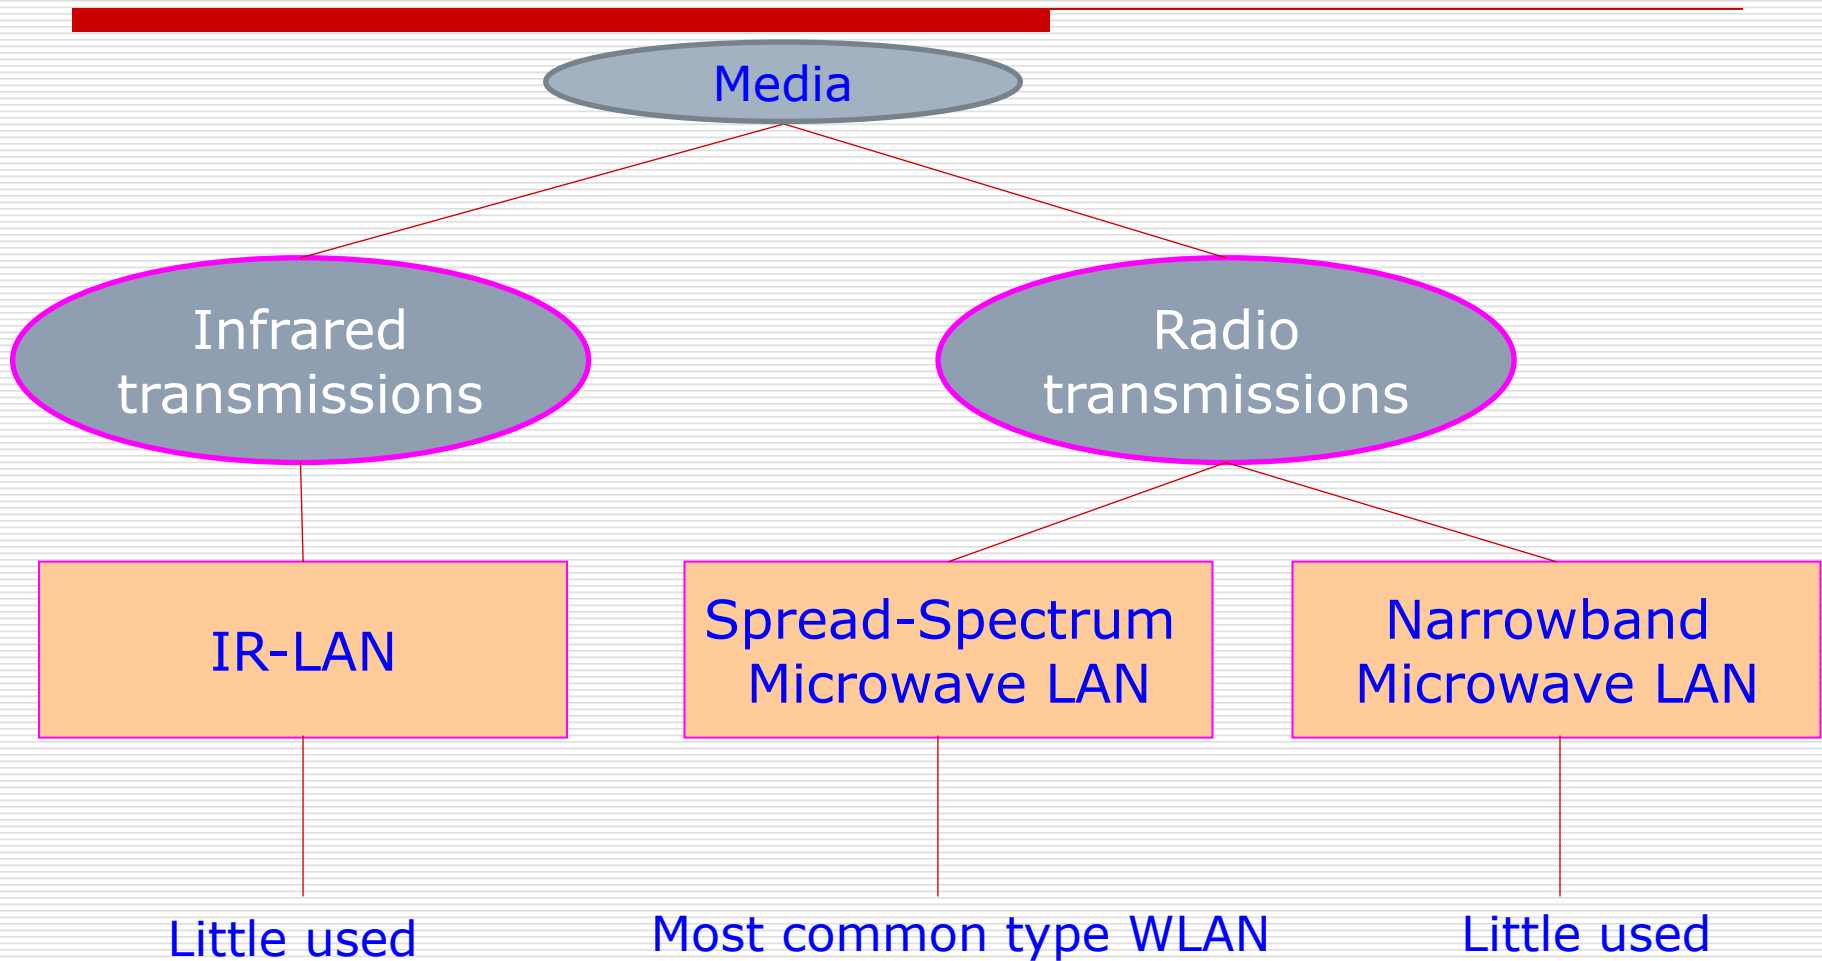 Media
Infrared
transmissions
Radio
transmissions
IR-LAN
Spread-Spectrum
Microwave LAN
Narrowband
Microwave LAN
Little used
Most common type WLAN
Little used